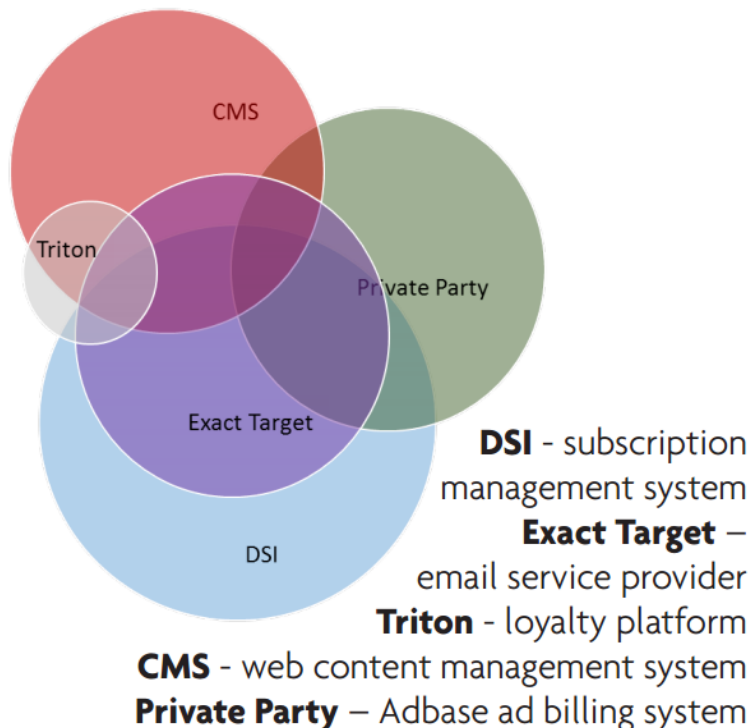 CMS
Triton
Private Party
Exact Target
DSI
DSI - subscription
management system
Exact Target –
email service provider
Triton - loyalty platform
CMS - web content management system
Private Party – Adbase ad billing system